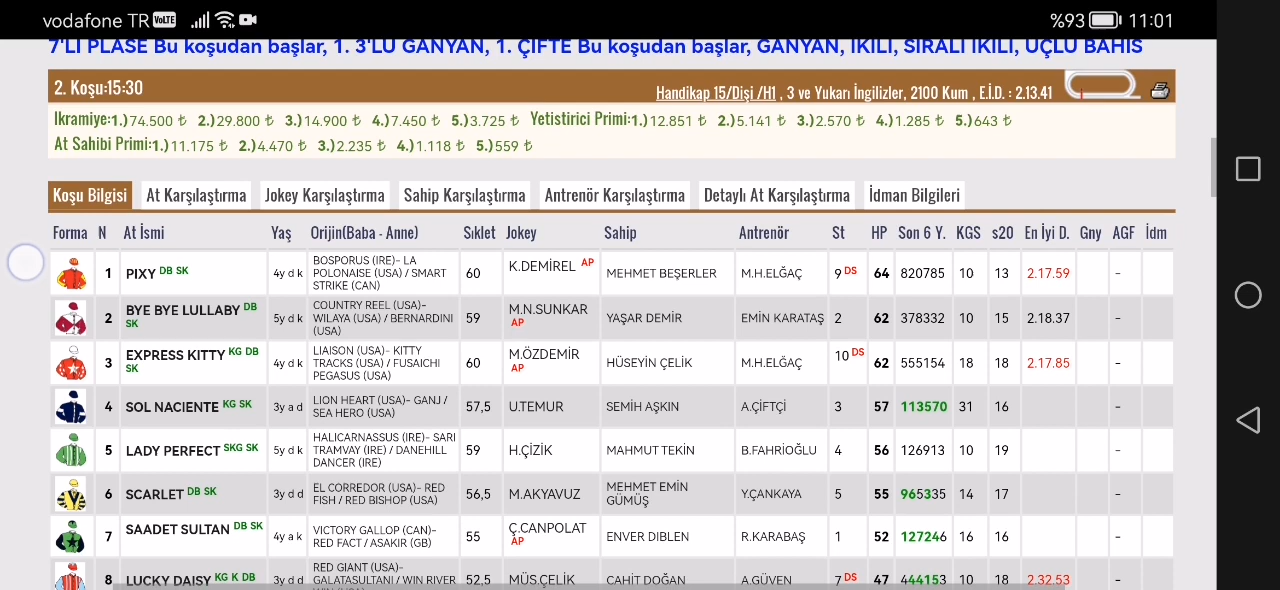 vodafone TR VoLTE %93 11:01
7'Lİ PLASE Bu koşudan başlar, 1. 3'LÜ GANYAN, 1. ÇİFTE Bu koşudan başlar, GANYAN, İKİLİ, SIRALI İKİLİ, ÜÇLÜ BAHİS
2. Koşu:15:30 Handikap 15/Dişi /H1 , 3 ve Yukarı İngilizler, 2100 Kum , E.İ.D. : 2.13.41
Ikramiye:1.)74.500 ₺ 2.)29.800 ₺ 3.)14.900 ₺ 4.)7.450 ₺ 5.)3.725 ₺ Yetistirici Primi:1.)12.851 ₺ 2.)5.141 ₺ 3.)2.570 ₺ 4.)1.285 ₺ 5.)643 ₺
At Sahibi Primi:1.)11.175 ₺ 2.)4.470 ₺ 3.)2.235 ₺ 4.)1.118 ₺ 5.)559 ₺
Koşu Bilgisi At Karşılaştırma Jokey Karşılaştırma Sahip Karşılaştırma Antrenör Karşılaştırma Detaylı At Karşılaştırma İdman Bilgileri
Forma N At İsmi Yaş Orijin(Baba - Anne) Sıklet Jokey Sahip Antrenör St HP Son 6 Y. KGS s20 En İyi D. Gny AGF İdm
1 PIXY DB SK 4y d k BOSPORUS (IRE)- LA POLONAISE (USA) / SMART STRIKE (CAN) 60 K.DEMİREL AP MEHMET BEŞERLER M.H.ELĞAÇ 9 DS 64 820785 10 13 2.17.59 -
2 BYE BYE LULLABY DB SK 5y d k COUNTRY REEL (USA)- WILAYA (USA) / BERNARDINI (USA) 59 M.N.SUNKAR AP YAŞAR DEMİR EMİN KARATAŞ 2 62 378332 10 15 2.18.37 -
3 EXPRESS KITTY KG DB SK 4y d k LIAISON (USA)- KITTY TRACKS (USA) / FUSAICHI PEGASUS (USA) 60 M.ÖZDEMİR AP HÜSEYİN ÇELİK M.H.ELĞAÇ 10 DS 62 555154 18 18 2.17.85 -
4 SOL NACIENTE KG SK 3y a d LION HEART (USA)- GANJ / SEA HERO (USA) 57,5 U.TEMUR SEMİH AŞKIN A.ÇİFTÇİ 3 57 113570 31 16 -
5 LADY PERFECT SKG SK 5y d k HALICARNASSUS (IRE)- SARI TRAMVAY (IRE) / DANEHILL DANCER (IRE) 59 H.ÇİZİK MAHMUT TEKİN B.FAHRİOĞLU 4 56 126913 10 19 -
6 SCARLET DB SK 3y d d EL CORREDOR (USA)- RED FISH / RED BISHOP (USA) 56,5 M.AKYAVUZ MEHMET EMİN GÜMÜŞ Y.ÇANKAYA 5 55 965335 14 17 -
7 SAADET SULTAN DB SK 4y a k VICTORY GALLOP (CAN)- RED FACT / ASAKIR (GB) 55 Ç.CANPOLAT AP ENVER DIBLEN R.KARABAŞ 1 52 127246 16 16 -
8 LUCKY DAISY KG K DB 3y d d RED GIANT (USA)- GALATASULTANI / WIN RIVER 52,5 MÜS.ÇELİK CAHİT DOĞAN A.GÜVEN 7 DS 47 444153 10 18 2.32.53 -